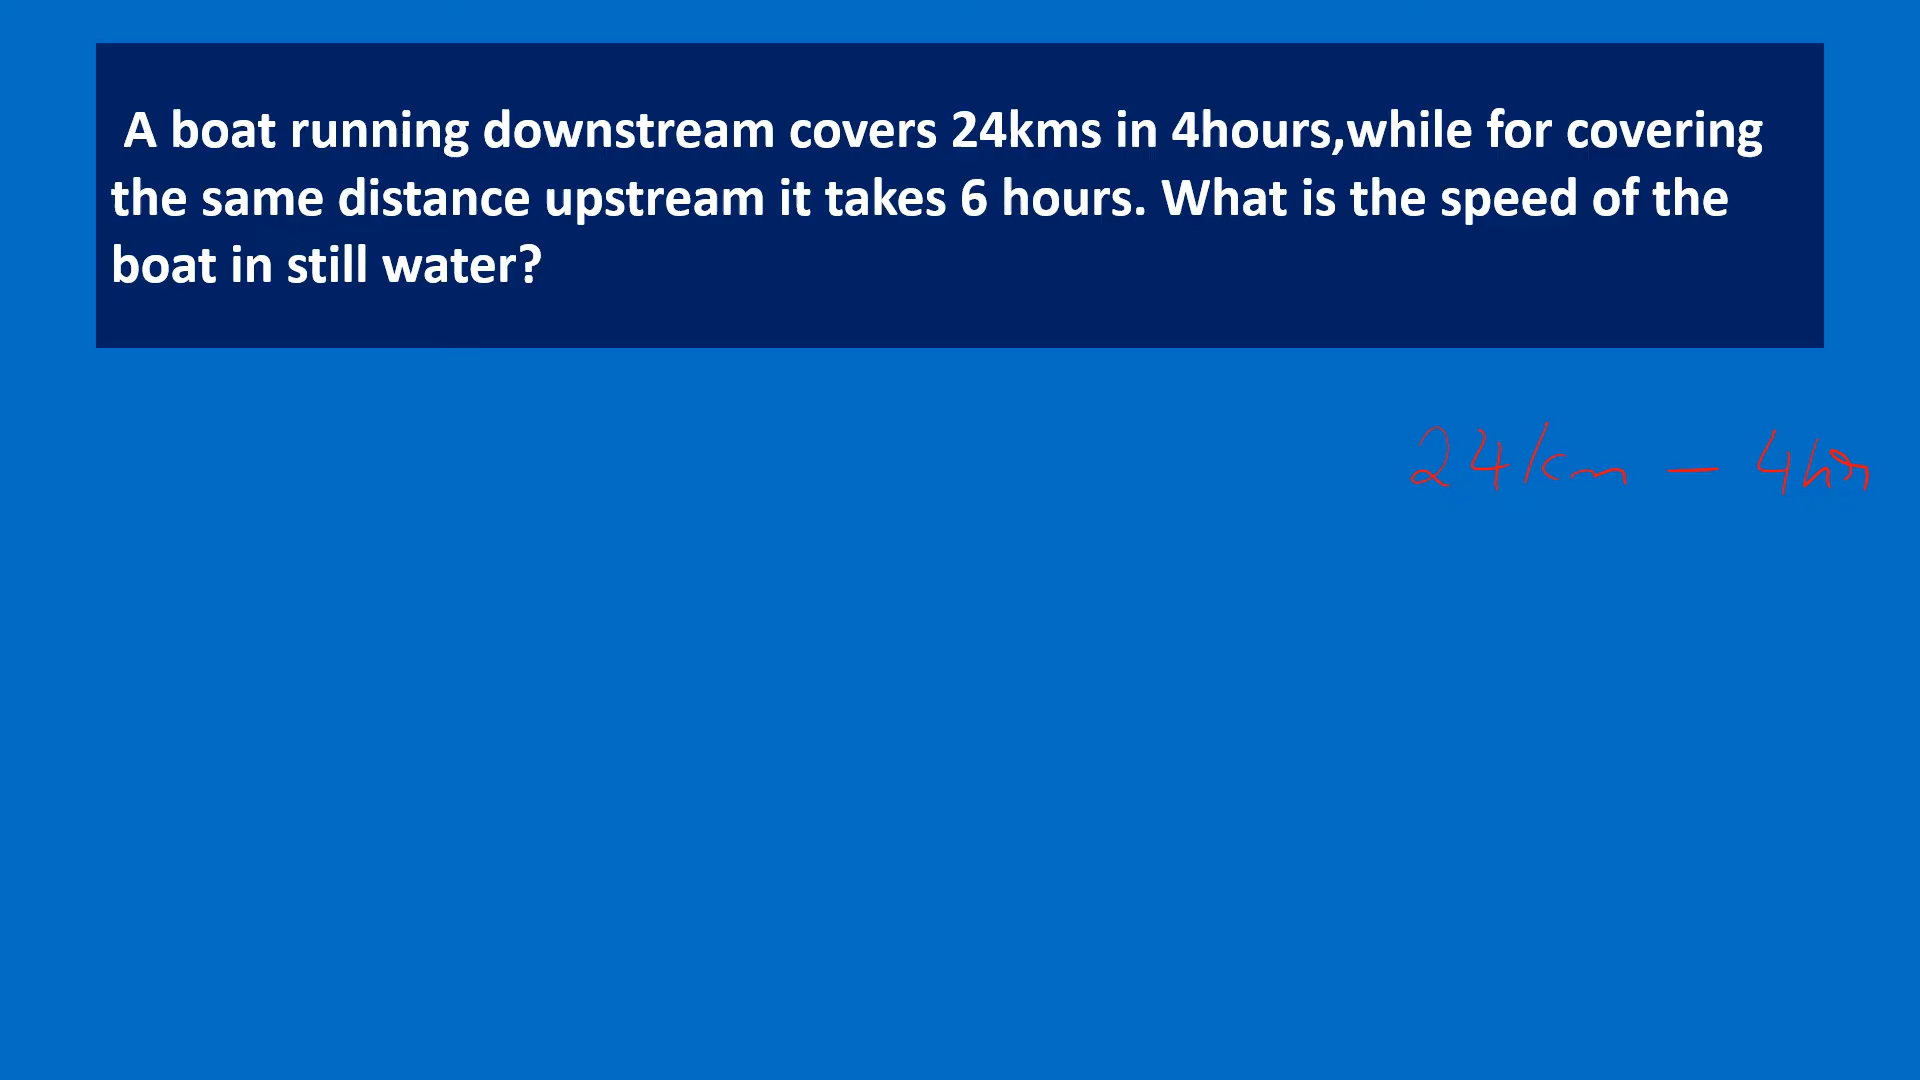 A boat running downstream covers 24kms in 4hours,while for covering
the same distance upstream it takes 6 hours. What is the speed of the
boat in still water?
24km - 4hr